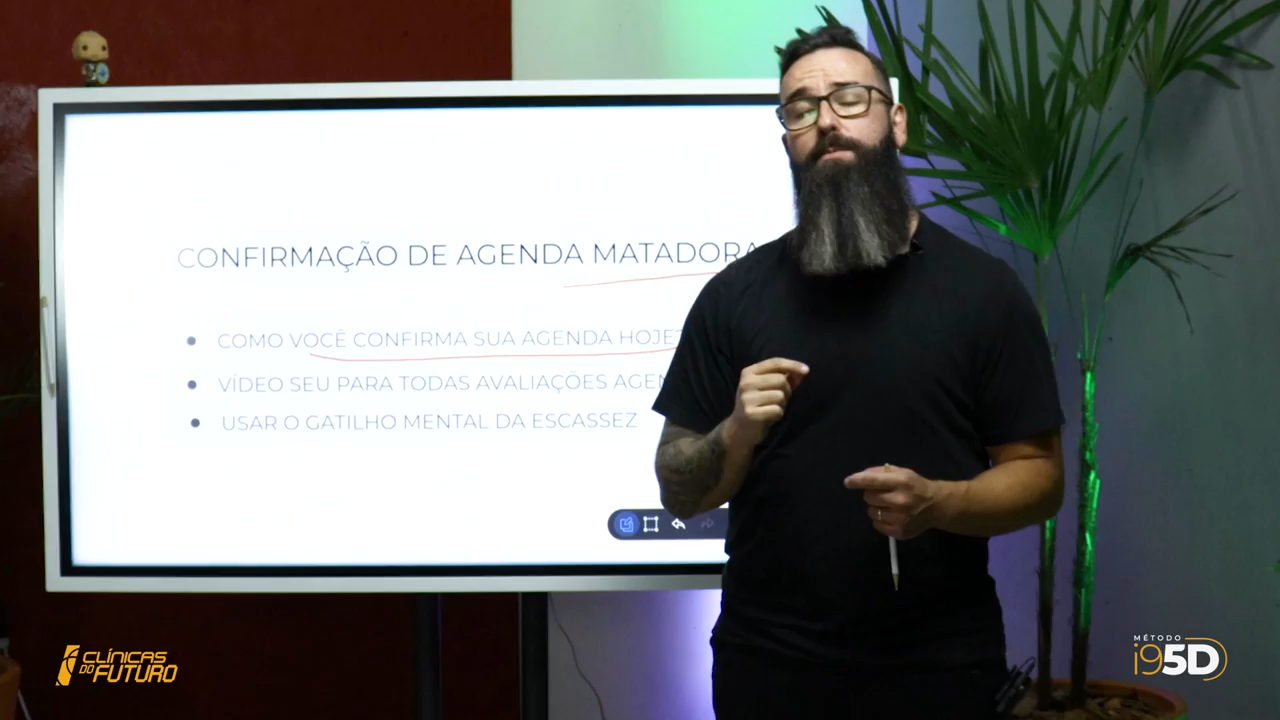 CONFIRMAÇÃO DE AGENDA MATADORA
COMO VOCÊ CONFIRMA SUA AGENDA HOJE?
VÍDEO SEU PARA TODAS AVALIAÇÕES
USAR O GATILHO MENTAL DA ESCASSEZ
CLÍNICAS
DO FUTURO
MÉTODO
i95D